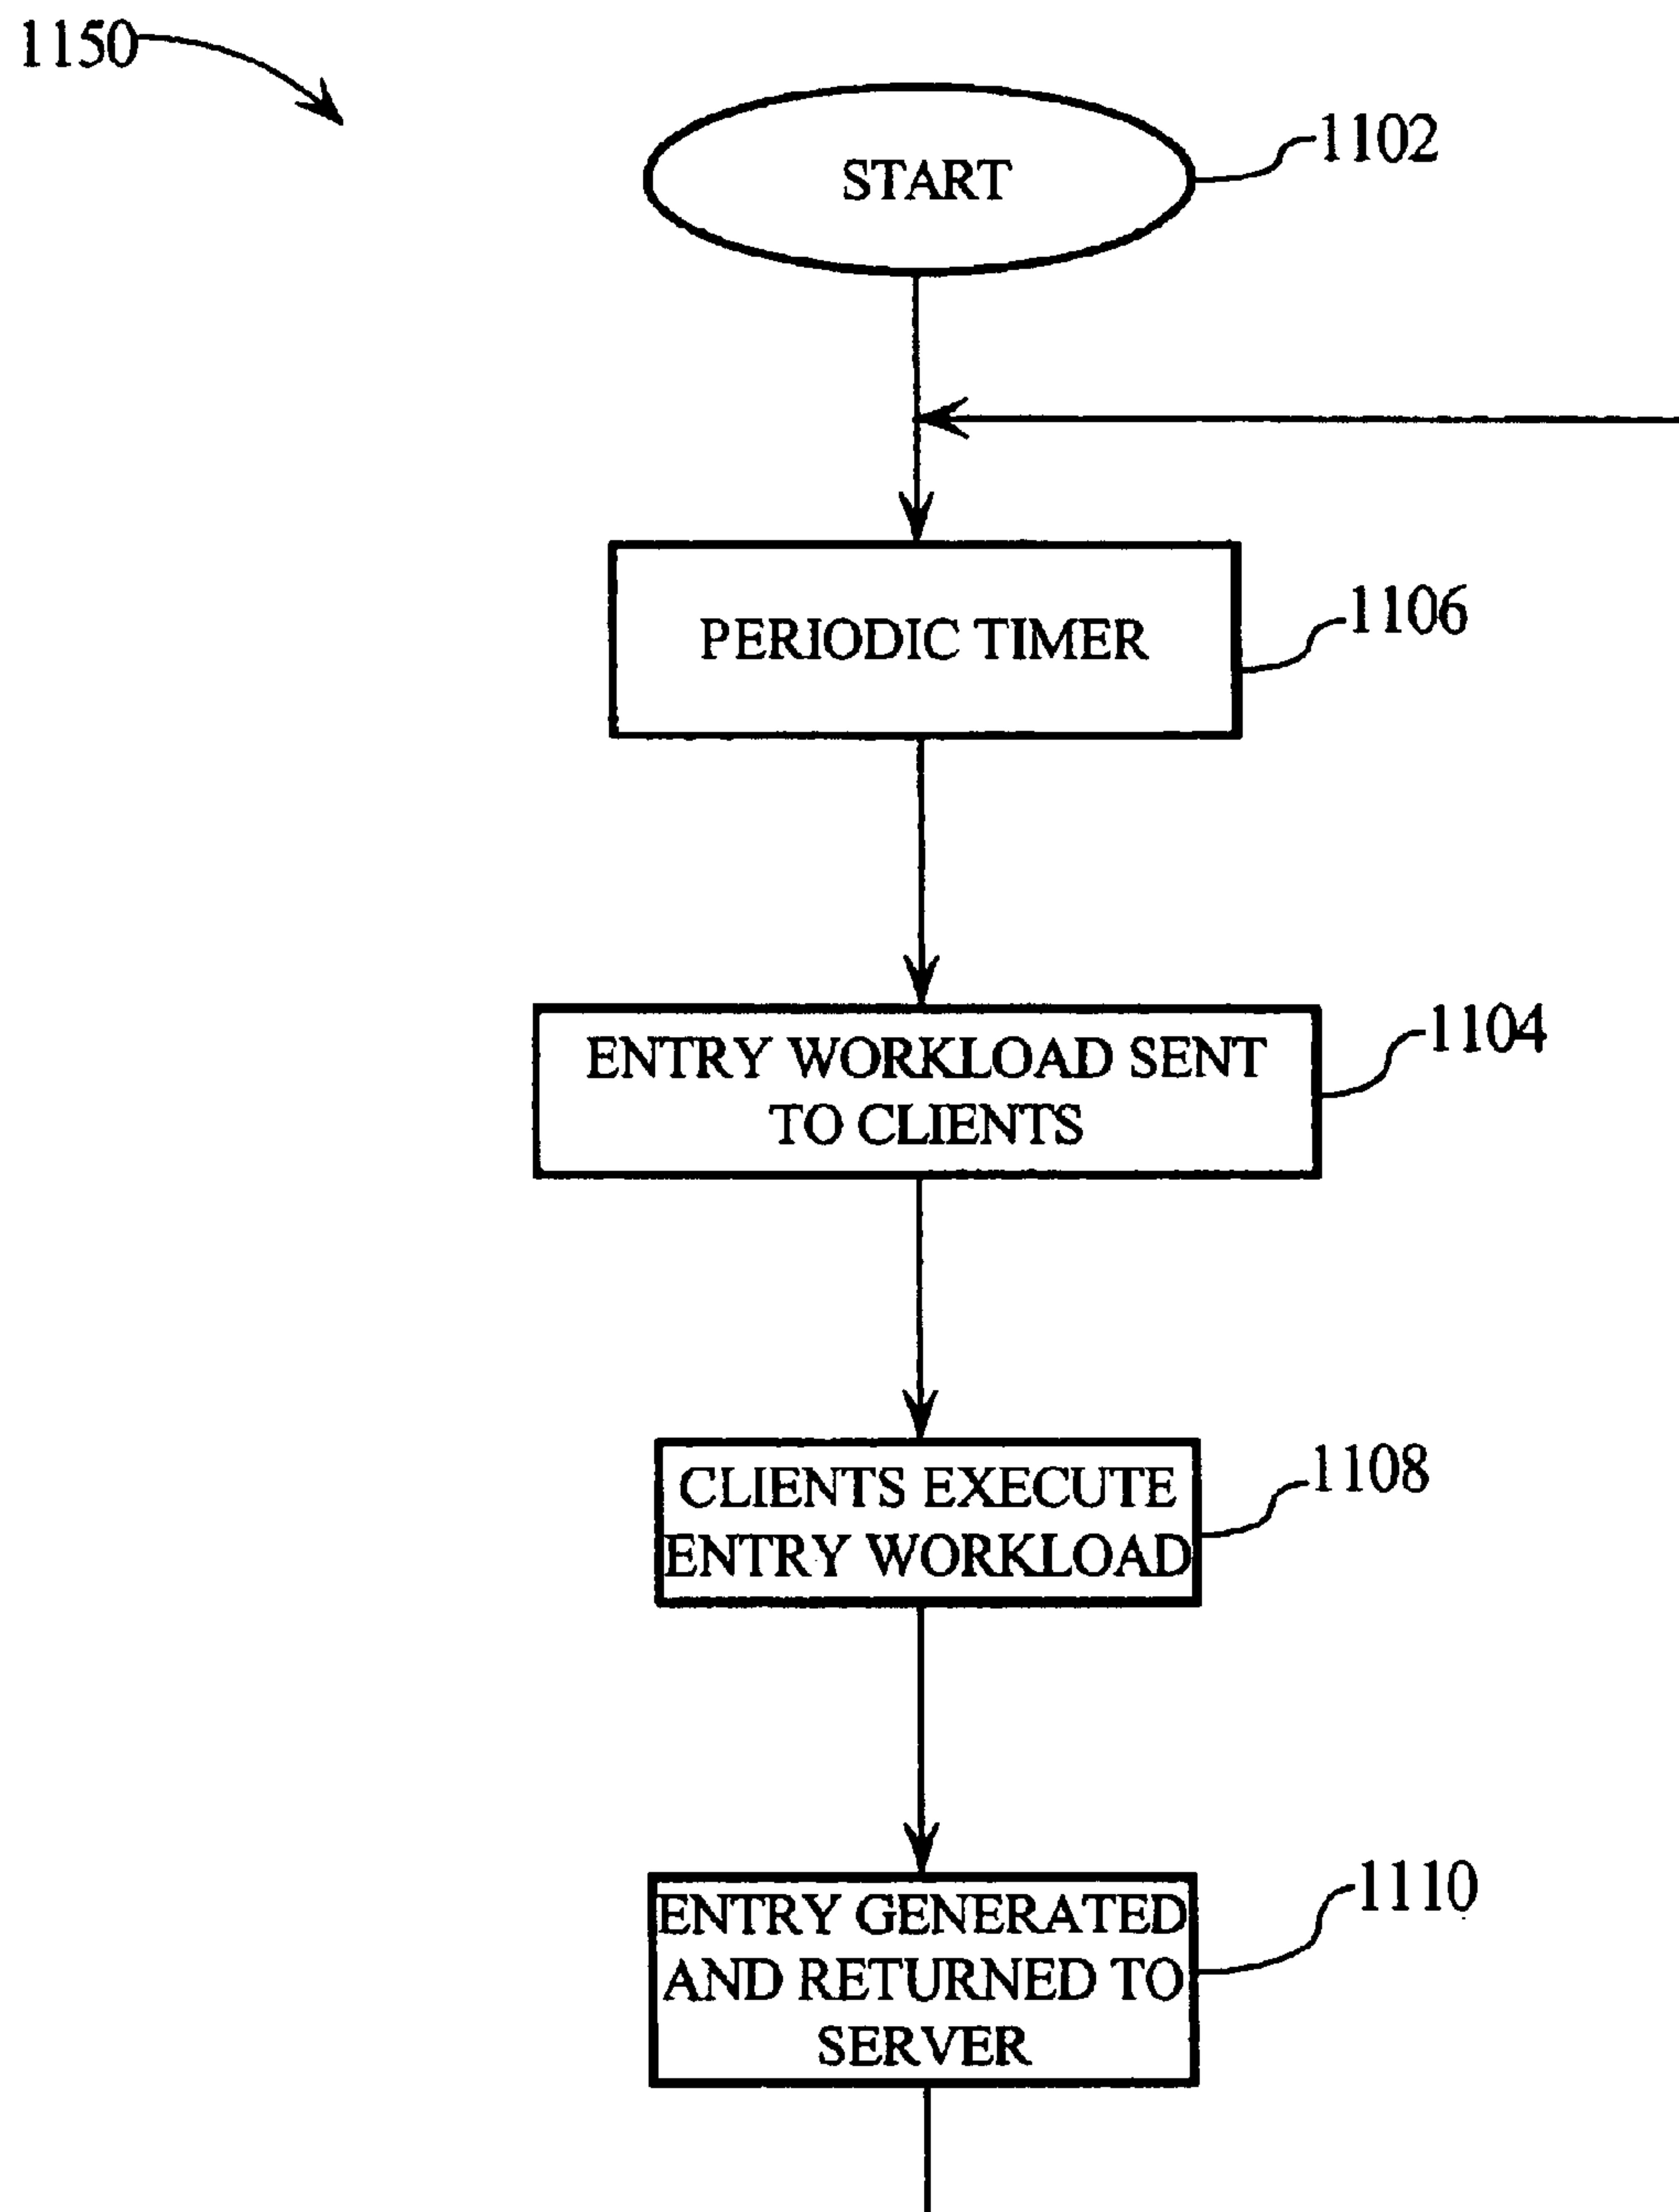 1150
START
1102
PERIODIC TIMER
1106
ENTRY WORKLOAD SENT
TO CLIENTS
1104
CLIENTS EXECUTE
ENTRY WORKLOAD
1108
ENTRY GENERATED
AND RETURNED TO
SERVER
1110